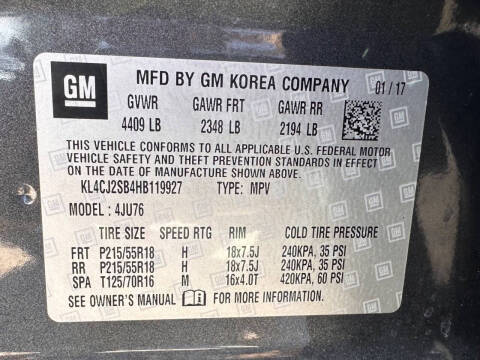 GM
MFD BY GM KOREA COMPANY 01/17
GVWR GAWR FRT GAWR RR
4409 LB 2348 LB 2194 LB
THIS VEHICLE CONFORMS TO ALL APPLICABLE U.S. FEDERAL MOTOR
VEHICLE SAFETY AND THEFT PREVENTION STANDARDS IN EFFECT ON
THE DATE OF MANUFACTURE SHOWN ABOVE.
KL4CJ2SB4HB119927 TYPE: MPV
MODEL: 4JU76
TIRE SIZE SPEED RTG RIM COLD TIRE PRESSURE
FRT P215/55R18 H 18x7.5J 240KPA, 35 PSI
RR P215/55R18 H 18x7.5J 240KPA, 35 PSI
SPA T125/70R16 M 16x4.0T 420KPA, 60 PSI
SEE OWNER'S MANUAL FOR MORE INFORMATION.